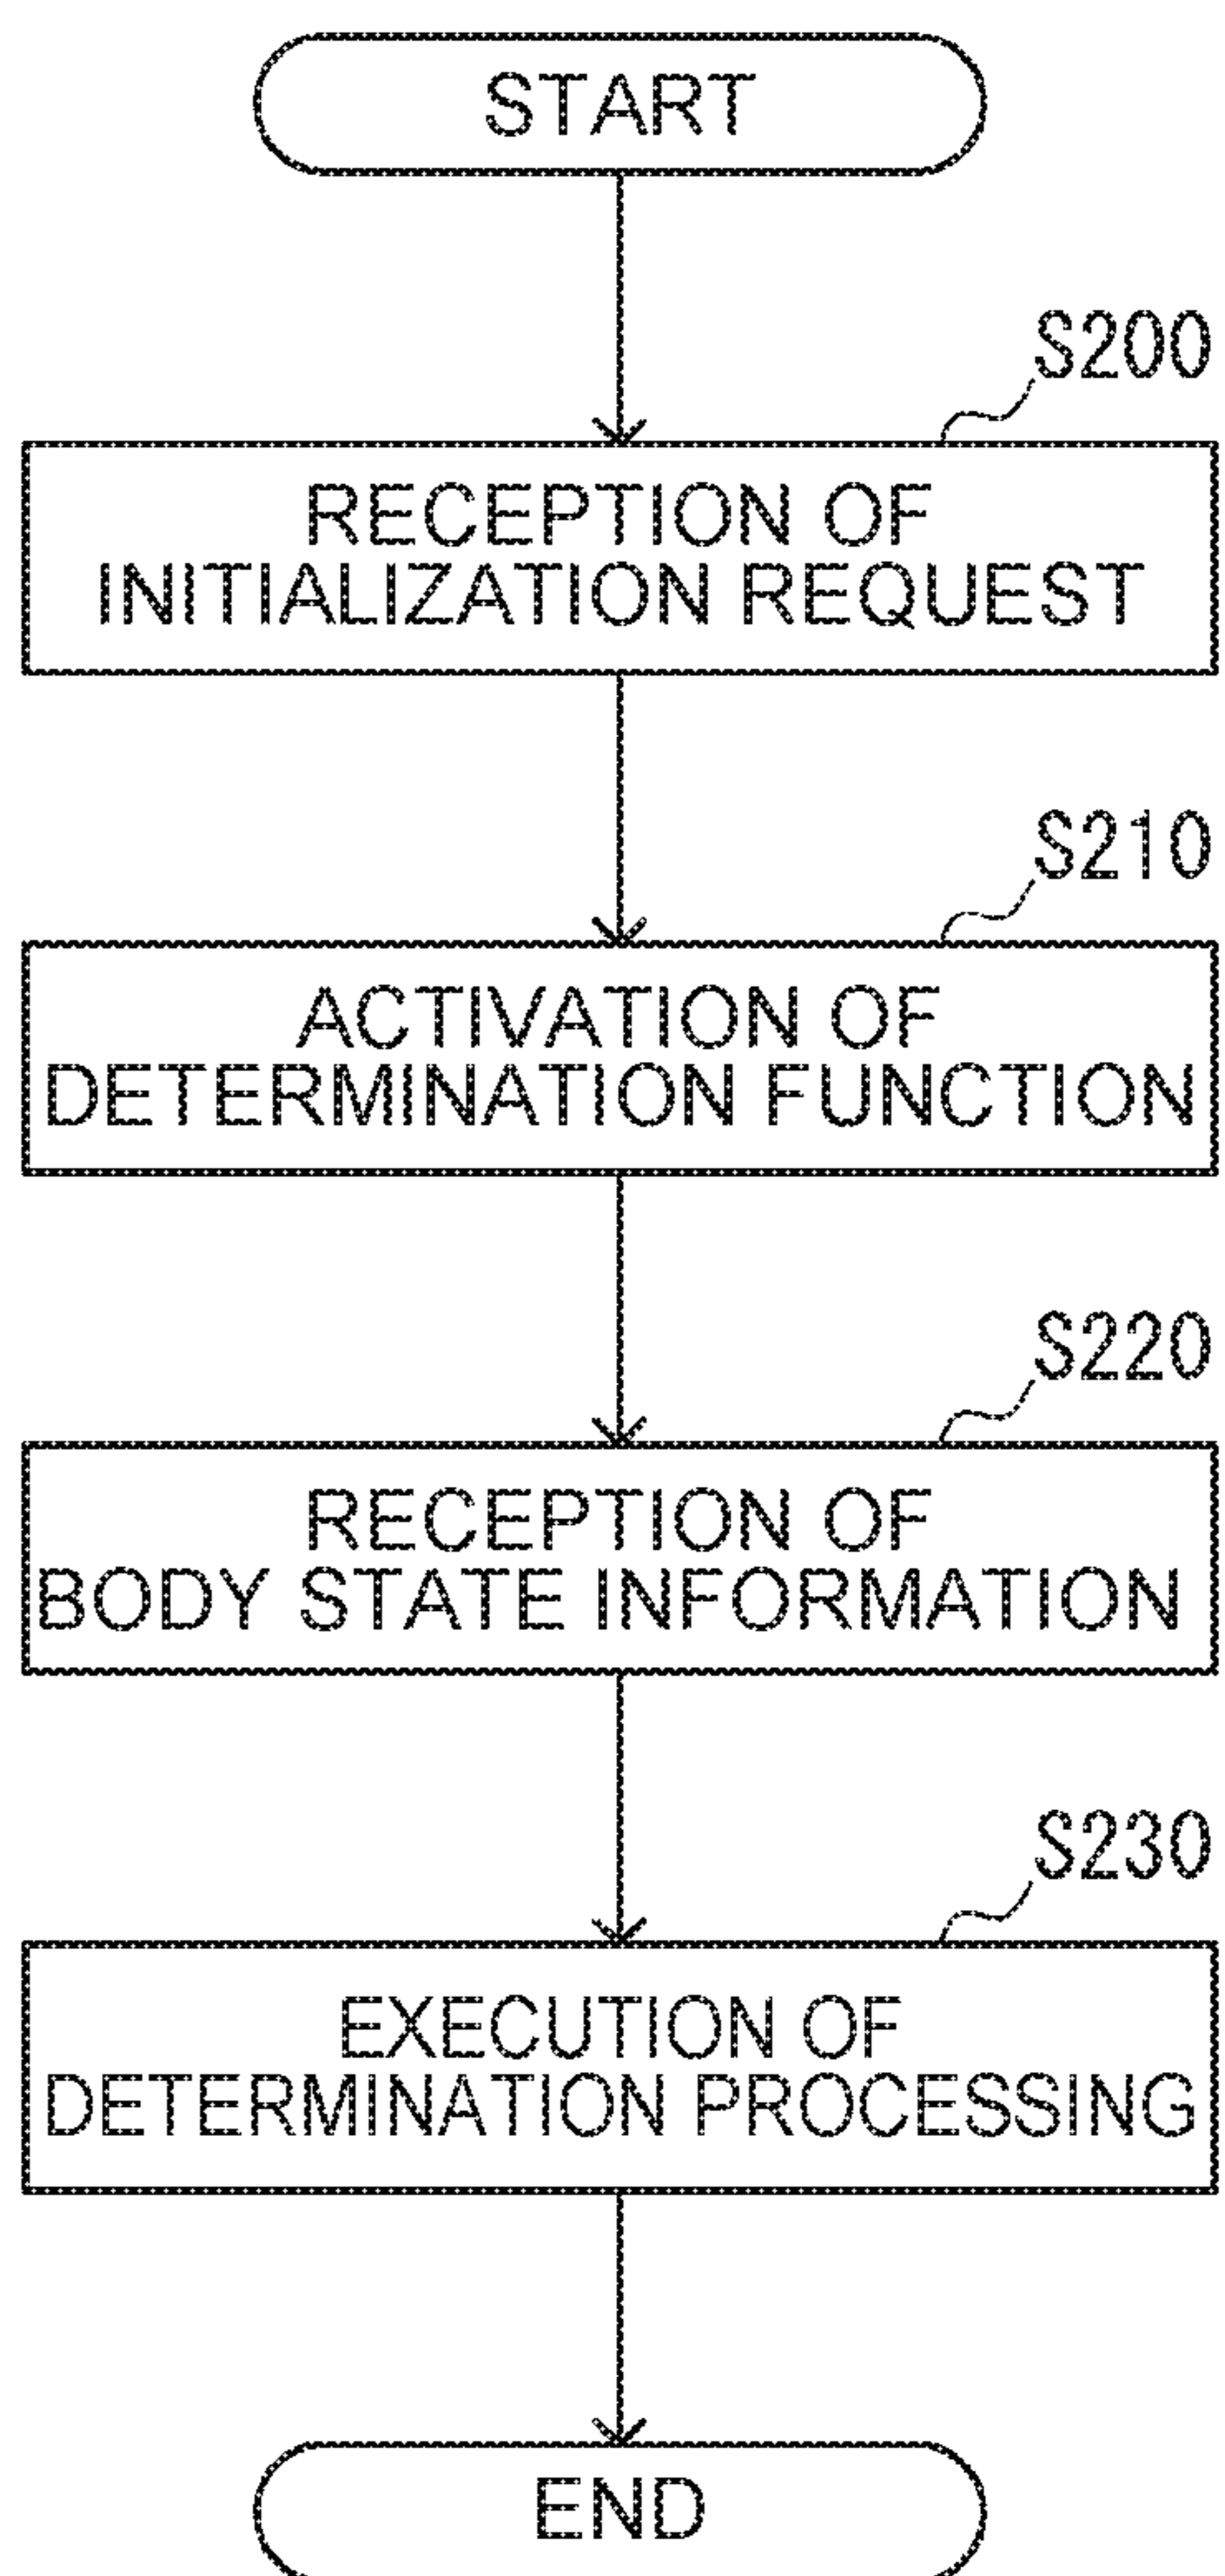 START
S200
RECEPTION OF
INITIALIZATION REQUEST
S210
ACTIVATION OF
DETERMINATION FUNCTION
S220
RECEPTION OF
BODY STATE INFORMATION
S230
EXECUTION OF
DETERMINATION PROCESSING
END